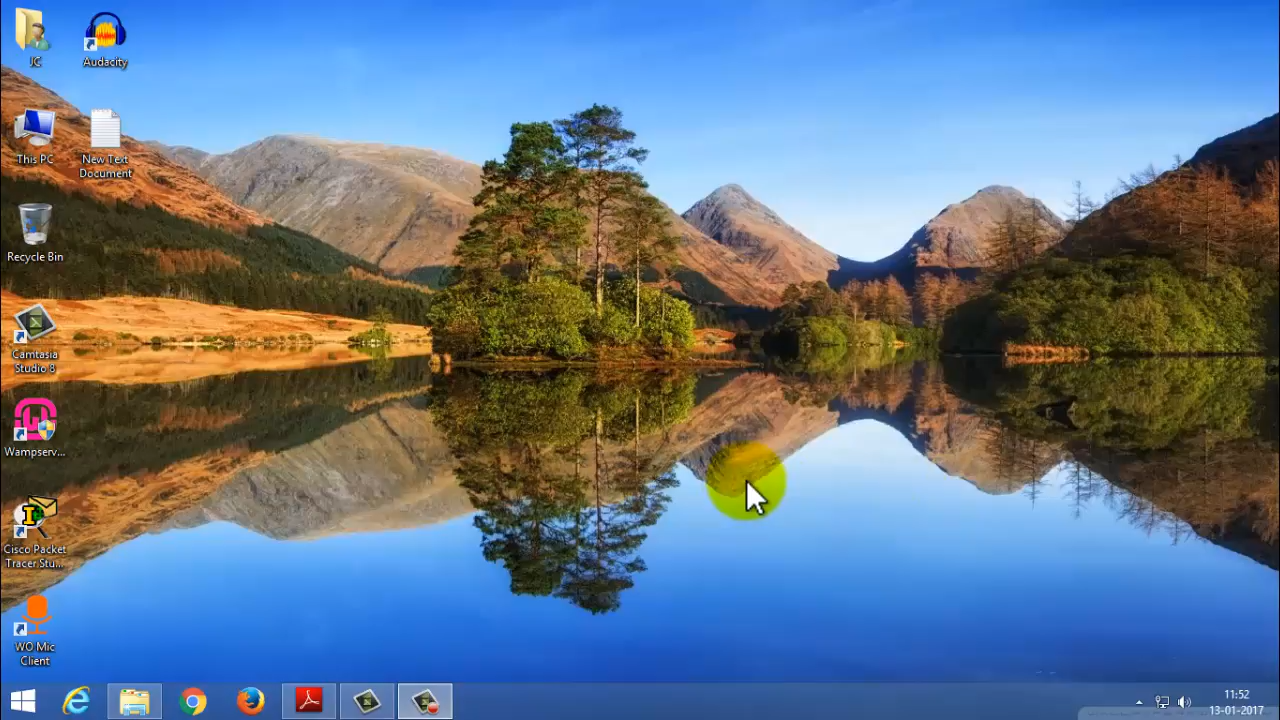 JC
Audacity
This PC
New Text
Document
Recycle Bin
Camtasia
Studio 8
Wampserv...
Cisco Packet
Tracer Stu...
WO Mic
Client
11:52
13-01-2017